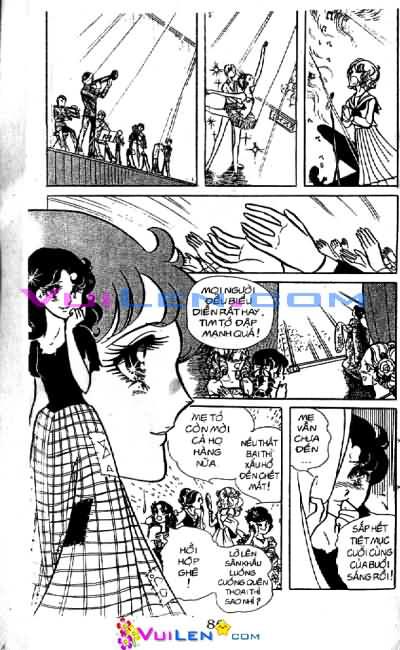 MỌI NGƯỜI
ĐỀU BIỂU
DIỄN RẤT HAY,
TIM TỚ ĐẬP
MẠNH QUÁ!
VuiLen.com
MẸ TỚ
CÒN MỜI
CẢ HỌ
HÀNG
NỮA
NẾU THẤT
BẠI THÌ
XẤU HỔ
ĐẾN CHẾT
MẤT!
HỒI
HỘP
GHÊ!
LỠ LÊN
SÂN KHẤU
LUỐNG
CUỐNG QUÊN
THOẠI THÌ
SAO NHỈ?
MẸ
VẪN
CHƯA
ĐẾN
...
SẮP HẾT
TIẾT MỤC
CUỐI CÙNG
CỦA BUỔI
SÁNG RỒI!
VuiLen.com